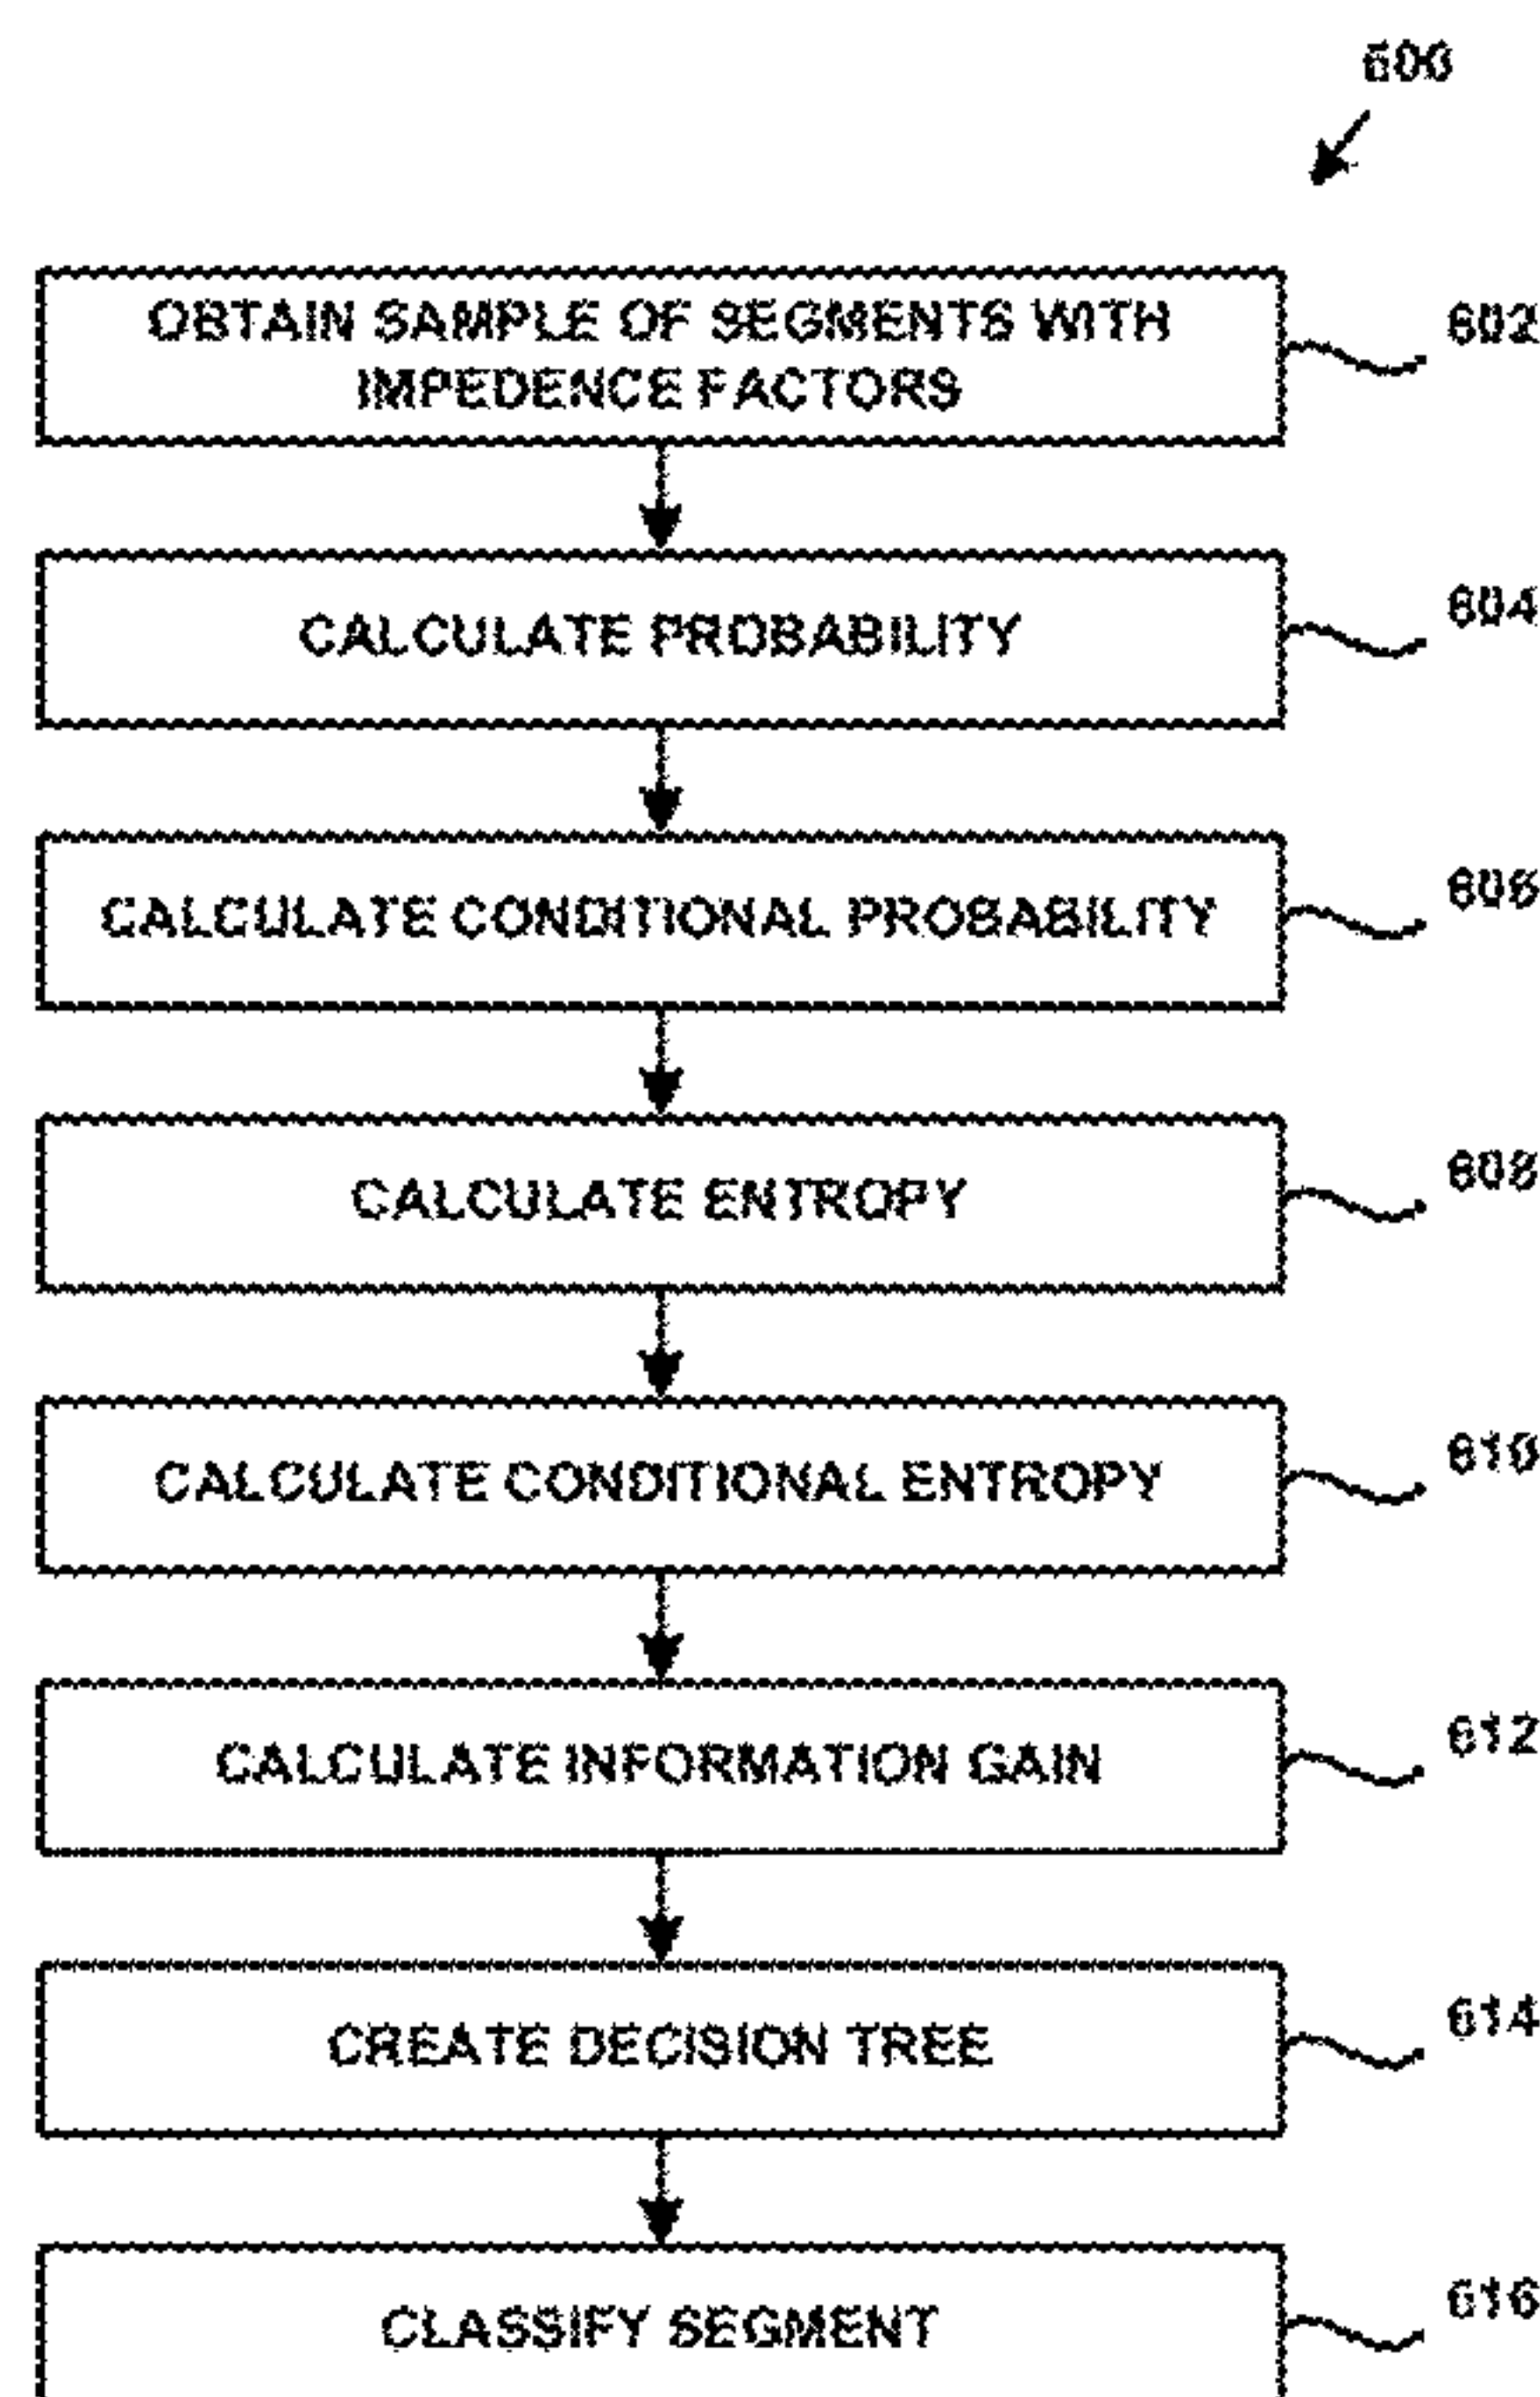 600
OBTAIN SAMPLE OF SEGMENTS WITH
IMPEDENCE FACTORS
602
CALCULATE PROBABILITY
604
CALCULATE CONDITIONAL PROBABILITY
606
CALCULATE ENTROPY
608
CALCULATE CONDITIONAL ENTROPY
610
CALCULATE INFORMATION GAIN
612
CREATE DECISION TREE
614
CLASSIFY SEGMENT
616